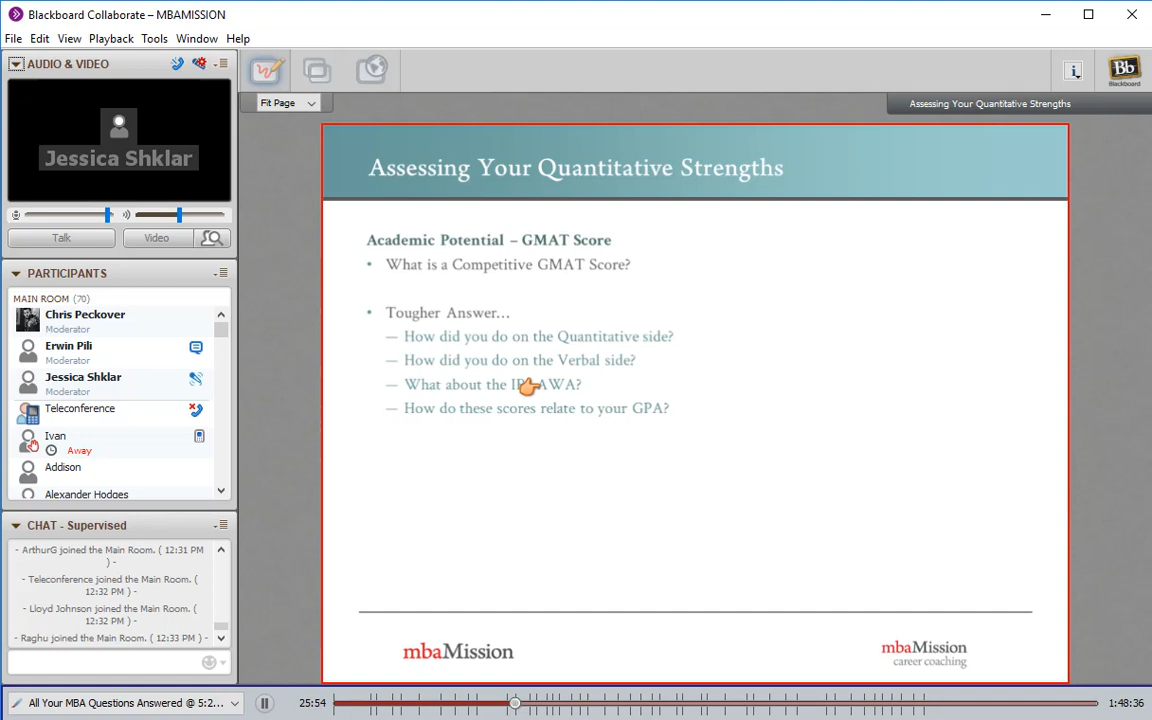 Blackboard Collaborate – MBAMISSION
File Edit View Playback Tools Window Help
AUDIO & VIDEO
Jessica Shklar
Talk
Video
PARTICIPANTS
MAIN ROOM (70)
Chris Peckover
Moderator
Erwin Pili
Moderator
Jessica Shklar
Moderator
Teleconference
Ivan
Away
Addison
Alexander Hodges
CHAT - Supervised
- ArthurG joined the Main Room. ( 12:31 PM
) -
- Teleconference joined the Main Room. (
12:32 PM ) -
- Lloyd Johnson joined the Main Room. (
12:32 PM ) -
- Raghu joined the Main Room. ( 12:33 PM ) -
Fit Page
i
Bb
Blackboard
Assessing Your Quantitative Strengths
Assessing Your Quantitative Strengths
Academic Potential – GMAT Score
• What is a Competitive GMAT Score?
• Tougher Answer...
— How did you do on the Quantitative side?
— How did you do on the Verbal side?
— What about the AWA?
— How do these scores relate to your GPA?
mbaMission
mbaMission
career coaching
All Your MBA Questions Answered @ 5:2...
25:54
1:48:36